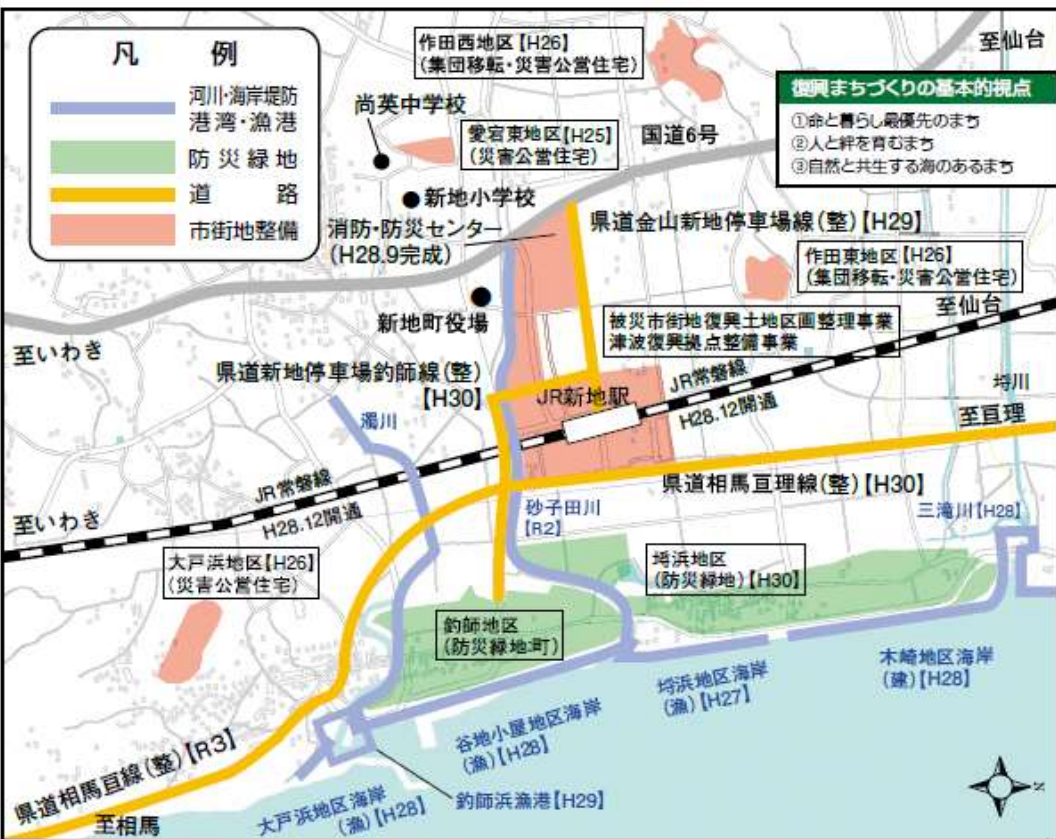 凡 例
河川・海岸堤防
港湾・漁港
防災緑地
道 路
市街地整備
作田西地区【H26】
(集団移転・災害公営住宅)
至仙台
復興まちづくりの基本的視点
①命と暮らし最優先のまち
②人と絆を育むまち
③自然と共生する海のあるまち
尚英中学校
愛宕東地区【H25】
(災害公営住宅)
国道6号
新地小学校
消防・防災センター
(H28.9完成)
県道金山新地停車場線(整)【H29】
作田東地区【H26】
(集団移転・災害公営住宅)
至仙台
新地町役場
被災市街地復興土地区画整理事業
津波復興拠点整備事業
至いわき
県道新地停車場釣師線(整)
【H30】
JR新地駅
JR常磐線
H28.12開通
埒川
至亘理
濁川
県道相馬亘理線(整)【H30】
JR常磐線
H28.12開通
至いわき
砂子田川
【R2】
三滝川【H28】
大戸浜地区【H26】
(災害公営住宅)
埒浜地区
(防災緑地)【H30】
釣師地区
(防災緑地:町)
木崎地区海岸
(建)【H28】
埒浜地区海岸
(漁)【H27】
谷地小屋地区海岸
(漁)【H28】
県道相馬亘線(整)【R3】
釣師浜漁港【H29】
大戸浜地区海岸
(漁)【H28】
至相馬
N